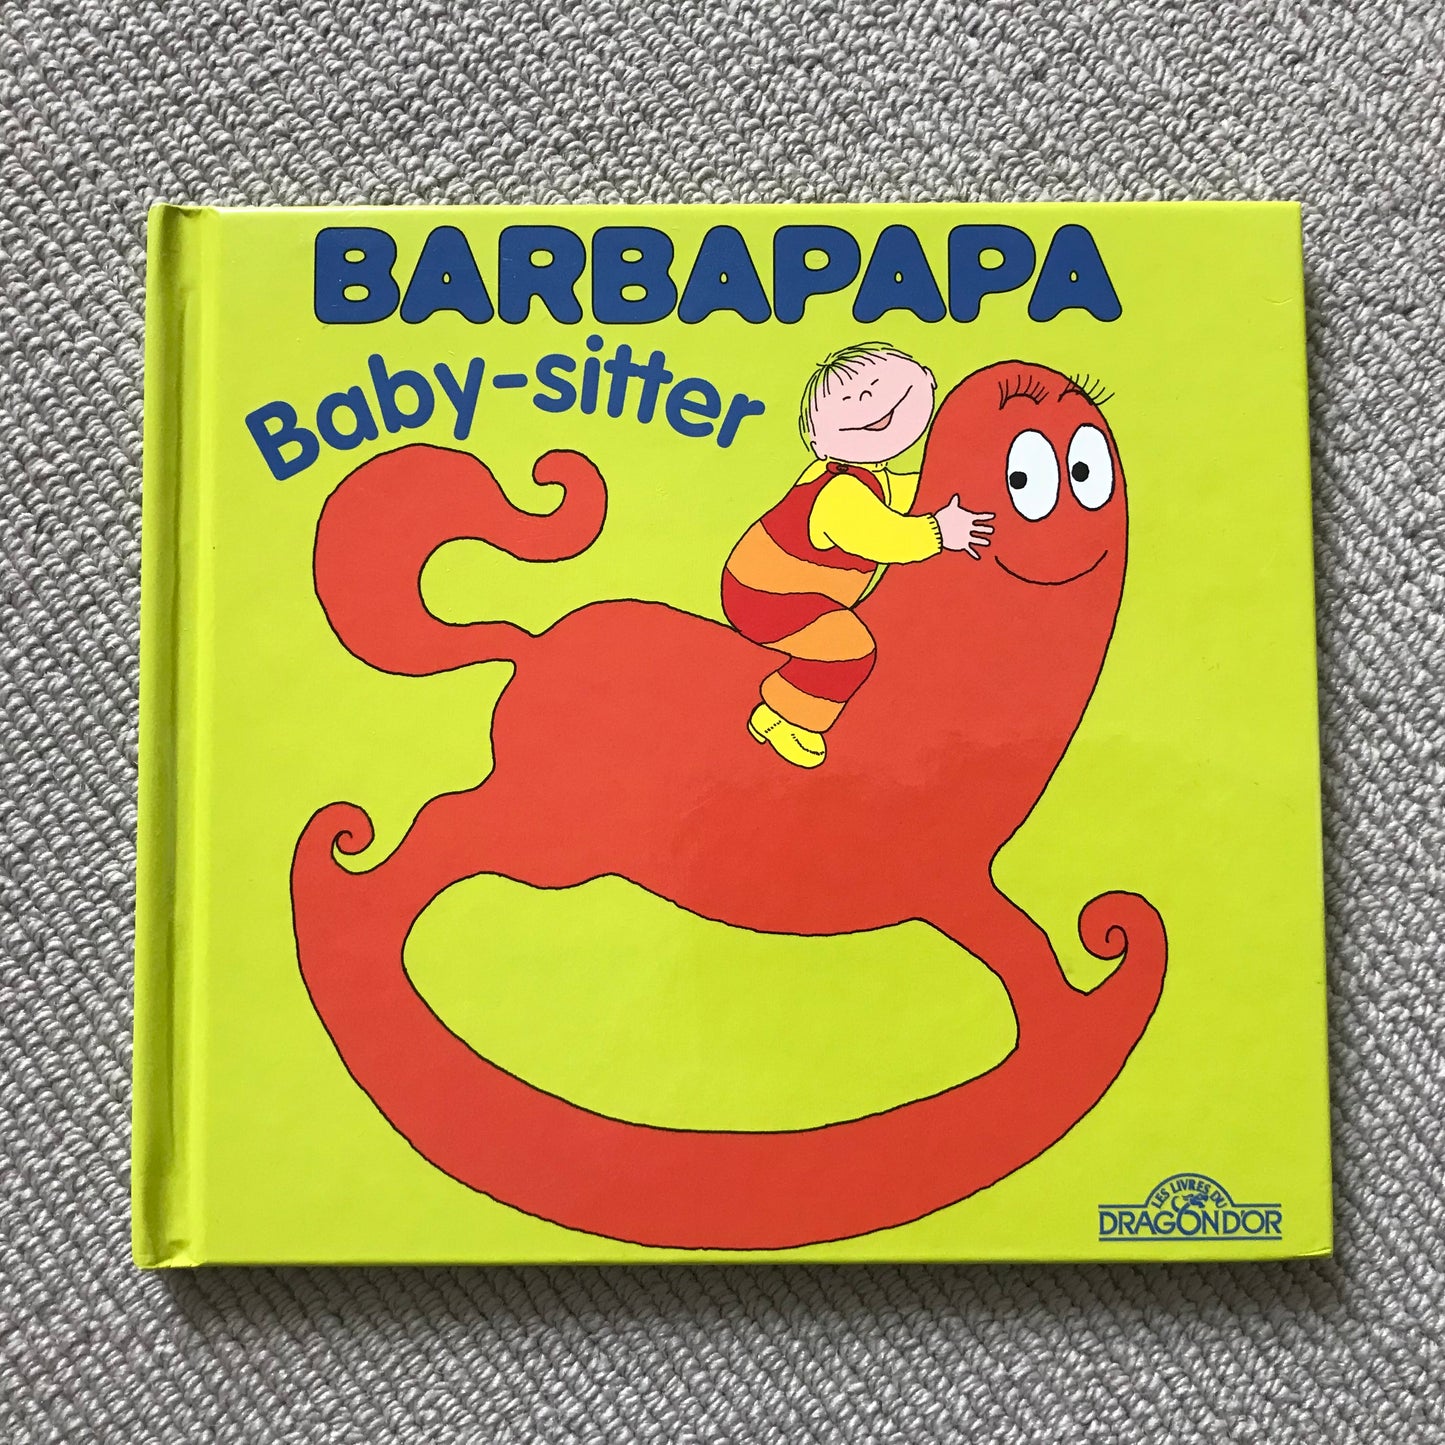 BARBAPAPA
Baby-sitter
LES LIVRES DU
DRAGON D'OR